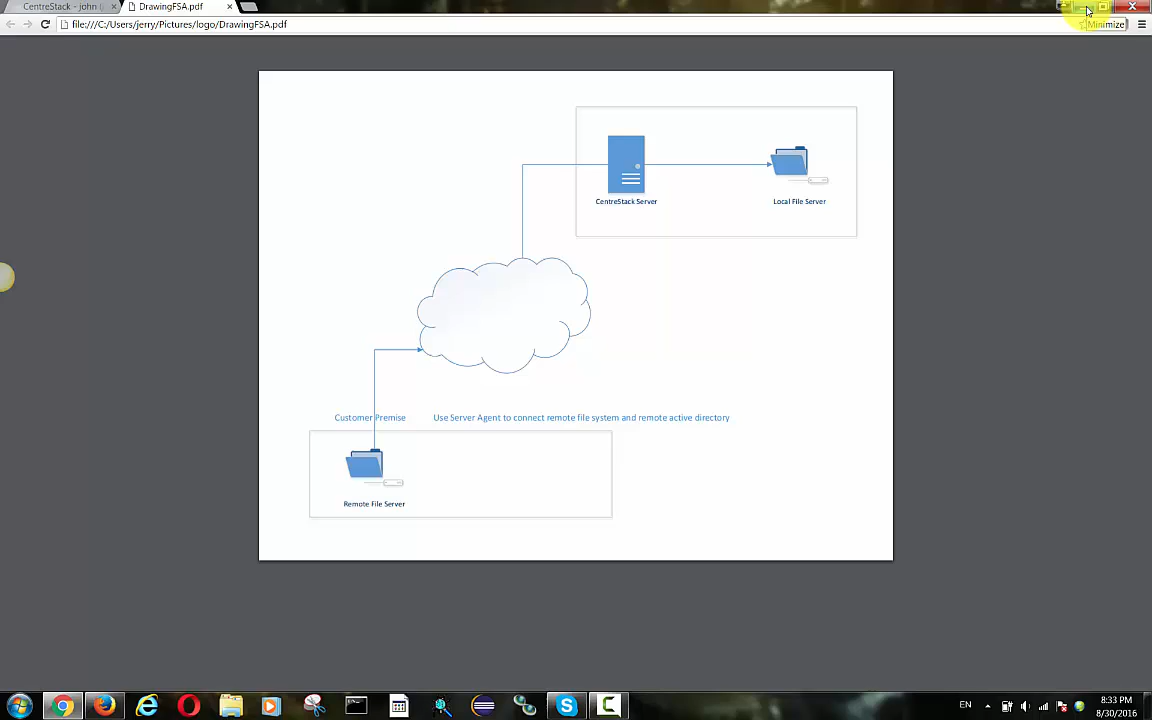 CentreStack - john (
DrawingFSA.pdf
file:///C:/Users/jerry/Pictures/logo/DrawingFSA.pdf
Minimize
CentreStack Server
Local File Server
Customer Premise
Use Server Agent to connect remote file system and remote active directory
Remote File Server
EN
8:33 PM
8/30/2016